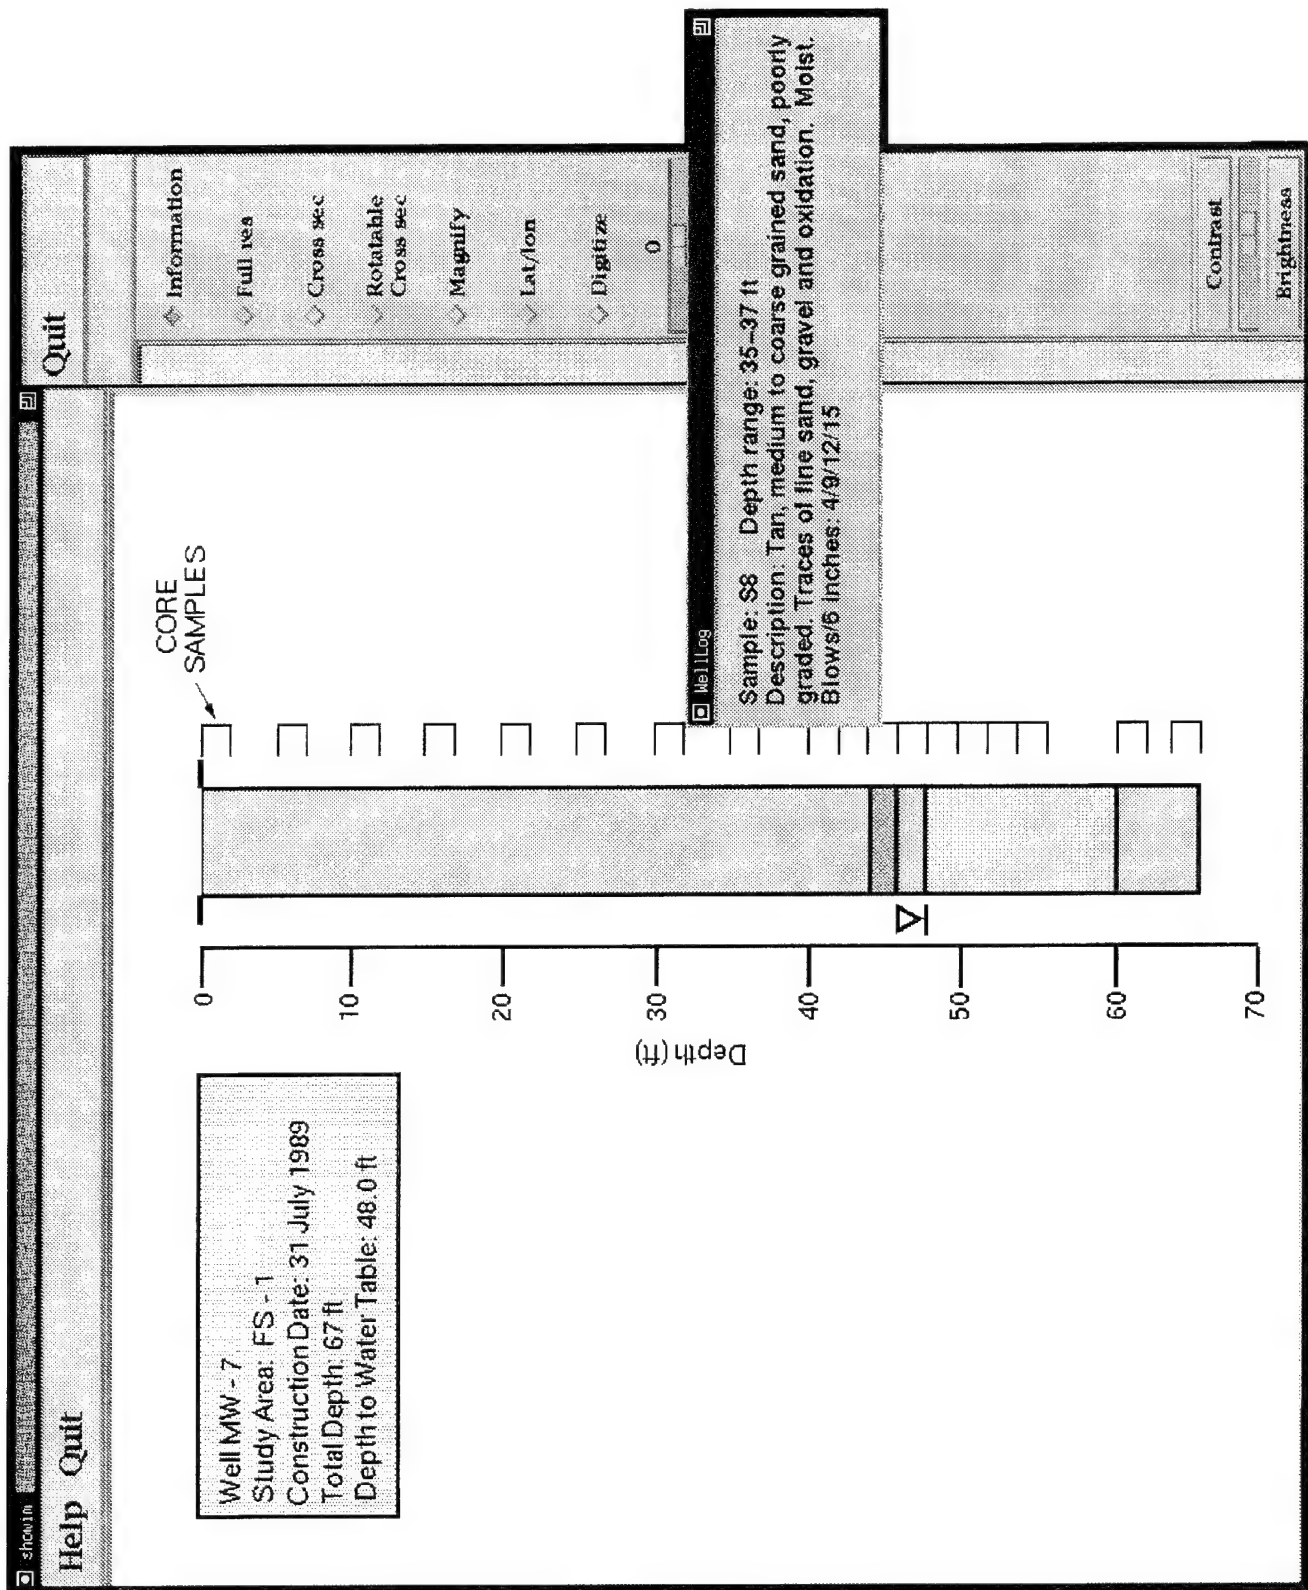 showim
Help Quit
Well MW - 7
Study Area: FS - 1
Construction Date: 31 July 1989
Total Depth: 67 ft
Depth to Water Table: 48.0 ft
Depth (ft)
0
10
20
30
40
50
60
70
CORE
SAMPLES
WellLog
Sample: S8 Depth range: 35–37 ft
Description: Tan, medium to coarse grained sand, poorly
graded. Traces of fine sand, gravel and oxidation. Moist.
Blows/6 inches: 4/9/12/15
Quit
Information
Full res
Cross sec
Rotatable
Cross sec
Magnify
Lat/lon
Digitize
0
Contrast
Brightness